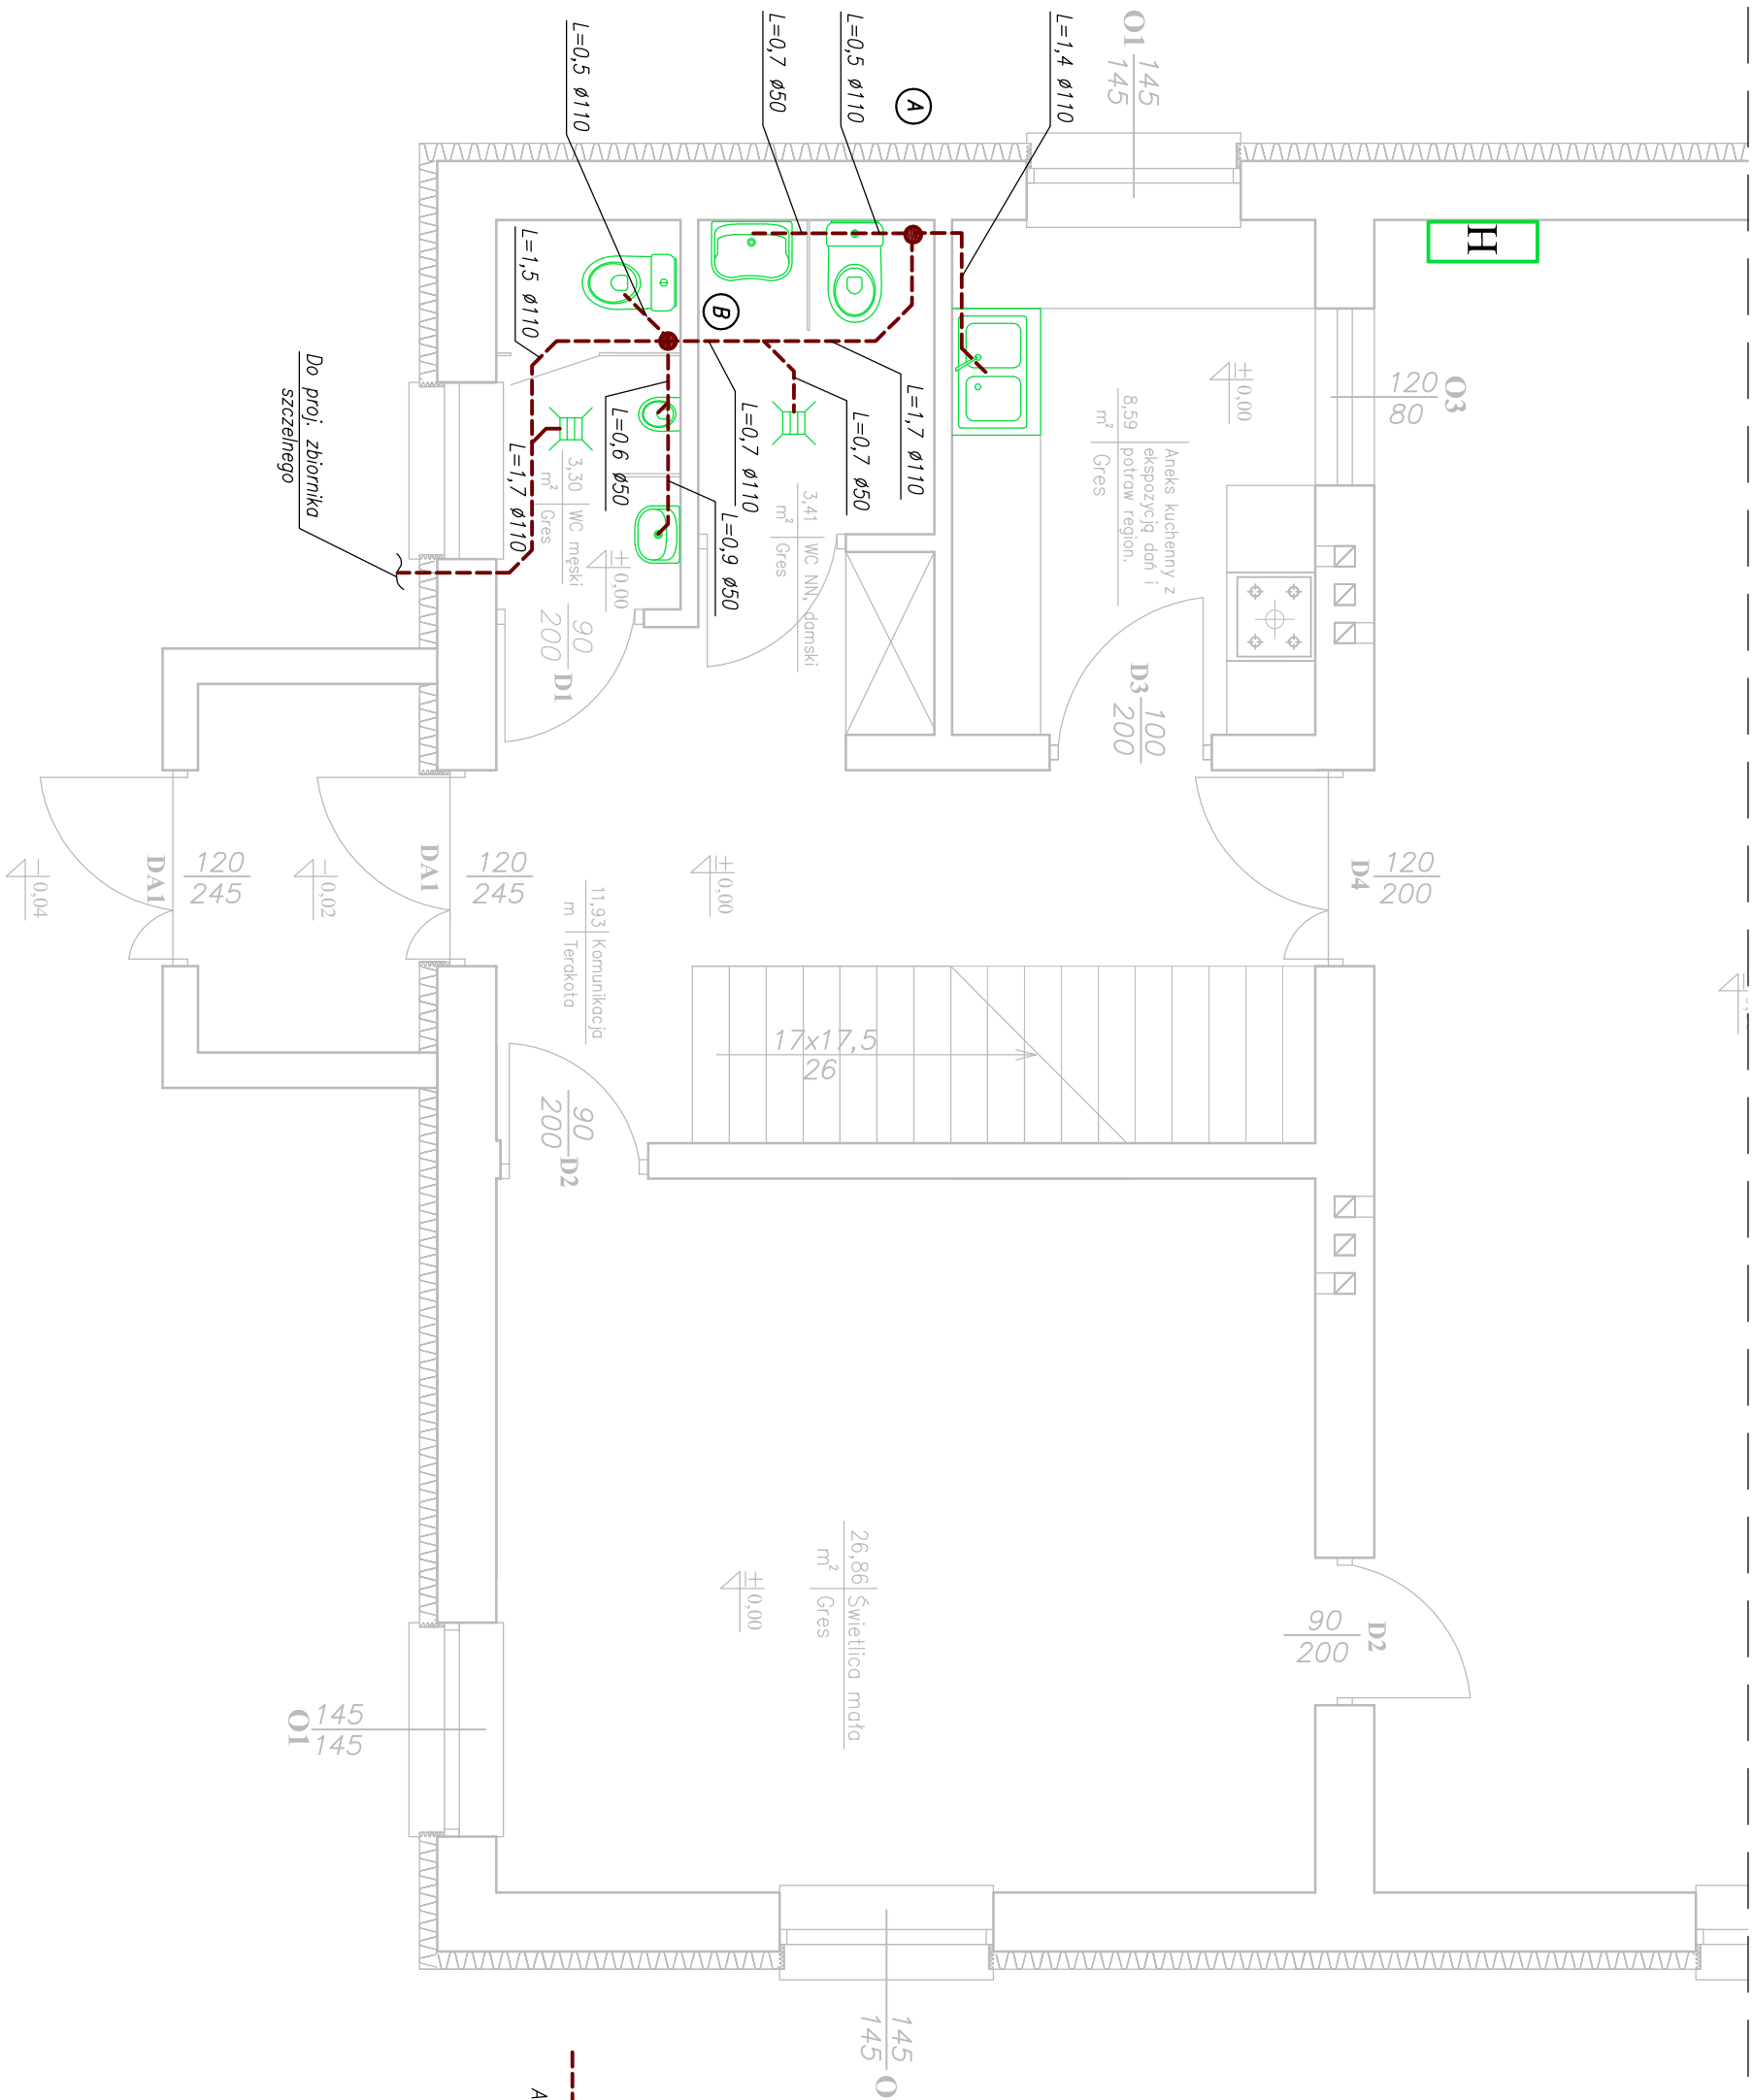 L=0,5 ø110
L=0,7 ø50
L=0,5 ø110
A
L=1,4 ø110
O1 145
145
H
L=1,5 ø110
B
Do proj. zbiornika
szczelnego
L=1,7 ø110
L=0,6 ø50
L=0,7 ø110
L=0,9 ø50
L=0,7 ø50
L=1,7 ø110
3,30 WC męski
m² Gres
±0,00
3,41 WC NN, damski
m² Gres
8,59
m²
Aneks kuchenny z
ekspozycją dań i
potraw region.
Gres
±0,00
O3
120
80
90
200 D1
D3 100
200
-0,04
DA1
120
245
-0,02
DA1
120
245
±0,00
D4
120
200
11,93 Komunikacja
m Terakota
17x17,5
26
90
200 D2
26,86 Świetlica mała
m² Gres
±0,00
90
200
D2
O1
145
145
145
145 O
A